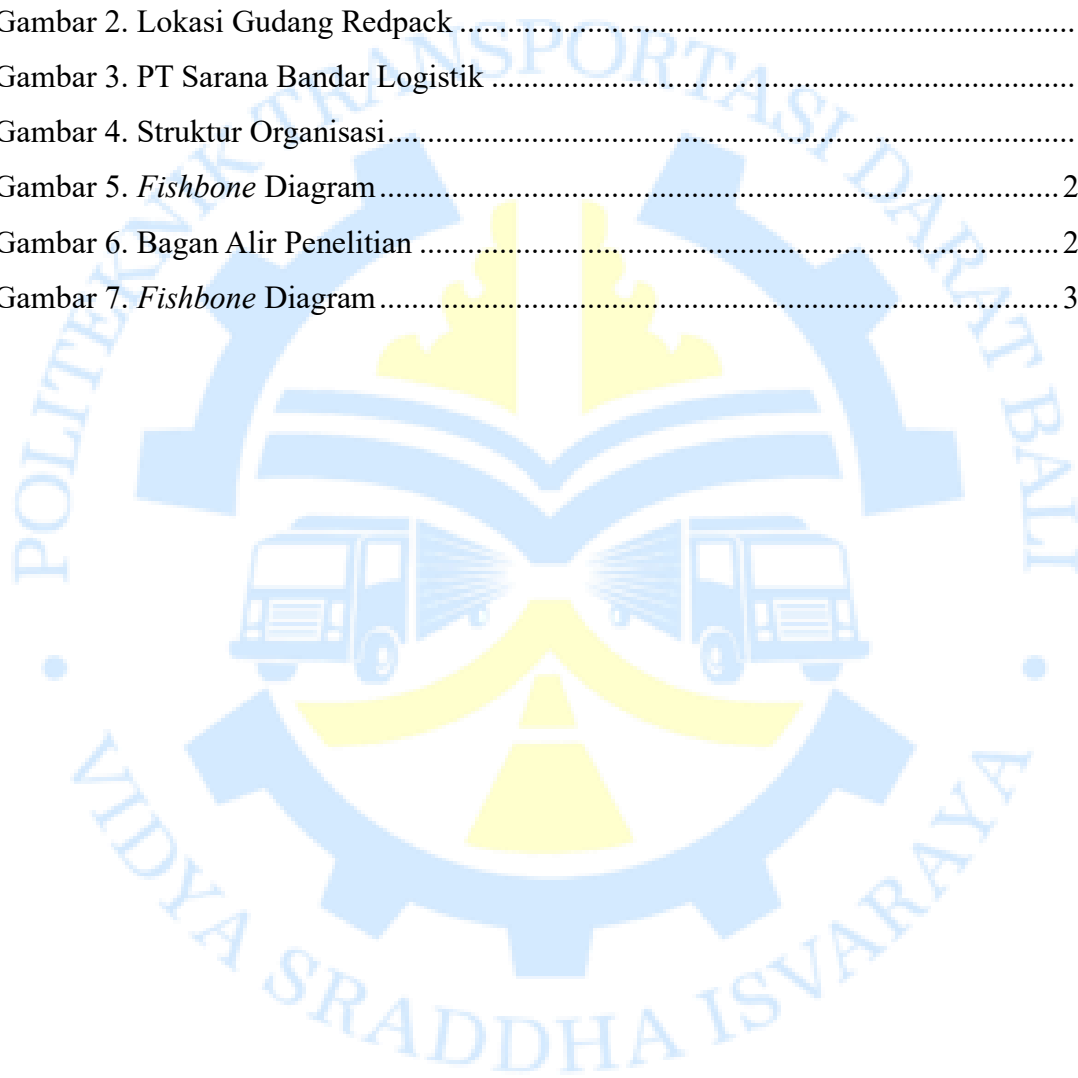 Gambar 2. Lokasi Gudang Redpack ............................................................................
Gambar 3. PT Sarana Bandar Logistik ........................................................................
Gambar 4. Struktur Organisasi.....................................................................................
Gambar 5. Fishbone Diagram..................................................................................... 2
Gambar 6. Bagan Alir Penelitian ................................................................................ 2
Gambar 7. Fishbone Diagram..................................................................................... 3
POLITEKNIK TRANSPORTASI DARAT BALI
VIDYA SRADDHA ISVARAYA